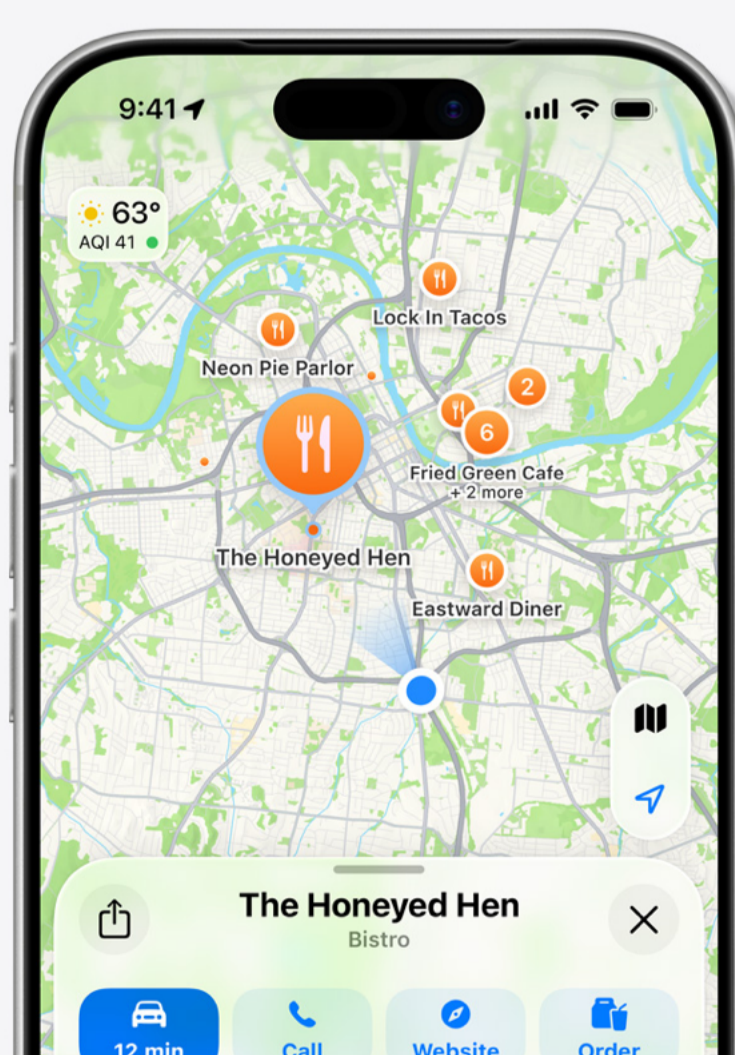 9:41
63°
AQI 41
Lock In Tacos
Neon Pie Parlor
2
6
Fried Green Cafe
+ 2 more
The Honeyed Hen
Eastward Diner
The Honeyed Hen
Bistro
12 min
Call
Website
Order